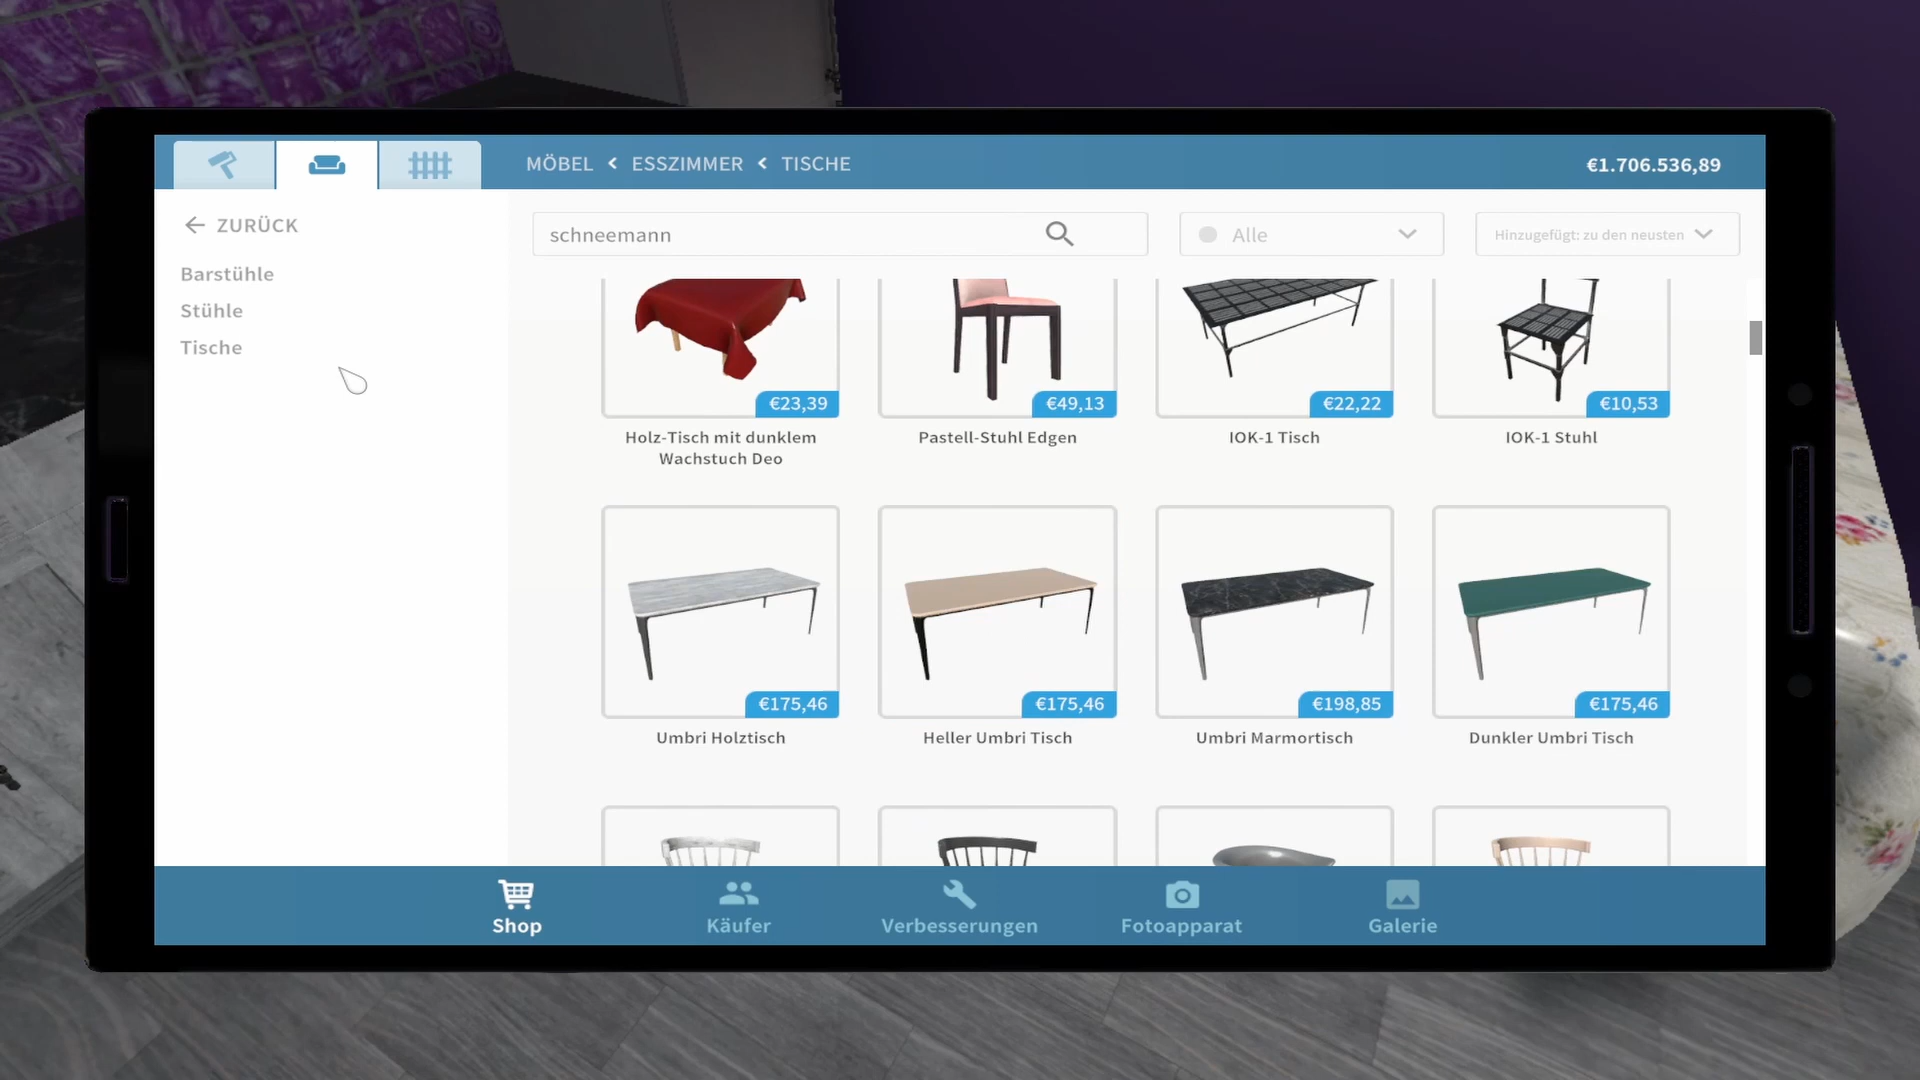 MÖBEL < ESSZIMMER < TISCHE
€1.706.536,89
ZURÜCK
schneemann
Alle
Hinzugefügt: zu den neusten
Barstühle
Stühle
Tische
€23,39
€49,13
€22,22
€10,53
Holz-Tisch mit dunklem
Wachstuch Deo
Pastell-Stuhl Edgen
IOK-1 Tisch
IOK-1 Stuhl
€175,46
€175,46
€198,85
€175,46
Umbri Holztisch
Heller Umbri Tisch
Umbri Marmortisch
Dunkler Umbri Tisch
Shop
Käufer
Verbesserungen
Fotoapparat
Galerie